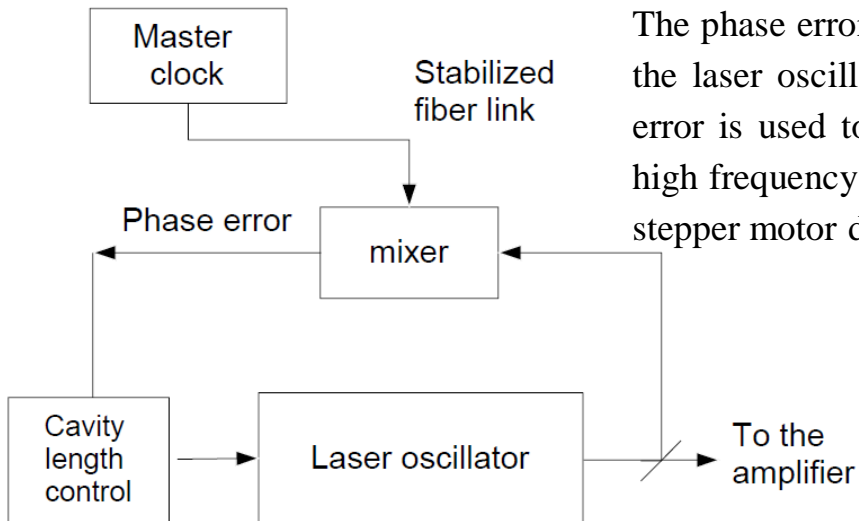 Master
clock
Stabilized
fiber link
The phase error
the laser oscill
error is used to
high frequency
stepper motor d
Phase error
mixer
Cavity
length
control
Laser oscillator
To the
amplifier